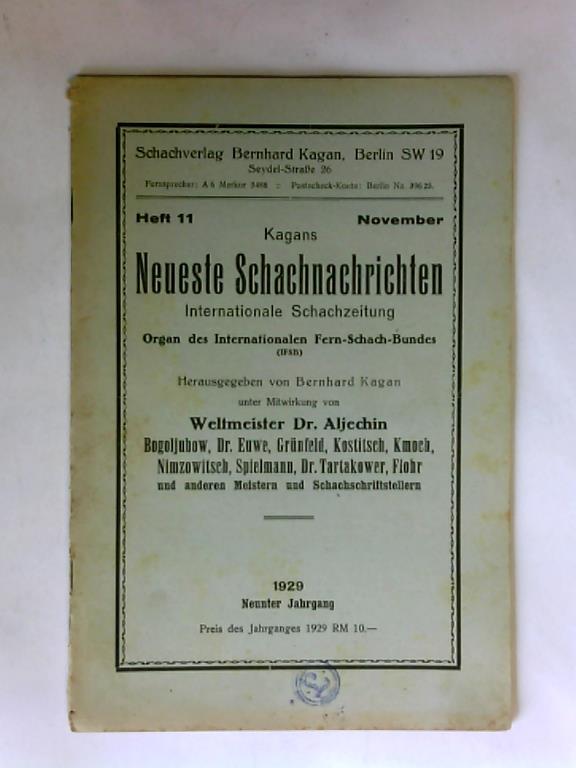 Schachverlag Bernhard Kagan, Berlin SW 19
Seydel-Straße 26
Fernsprecher: A 6 Merkur 3488 :: Postscheck-Konto: Berlin No.
Heft 11 November
Kagans
Neueste Schachnachrichten
Internationale Schachzeitung
Organ des Internationalen Fern-Schach-Bundes
(IFSB)
Herausgegeben von Bernhard Kagan
unter Mitwirkung von
Weltmeister Dr. Aljechin
Bogoljubow, Dr. Euwe, Grünfeld, Kostitsch, Kmoch,
Nimzowitsch, Spielmann, Dr. Tartakower, Flohr
und anderen Meistern und Schachschriftstellern
1929
Neunter Jahrgang
Preis des Jahrganges 1929 RM 10.—